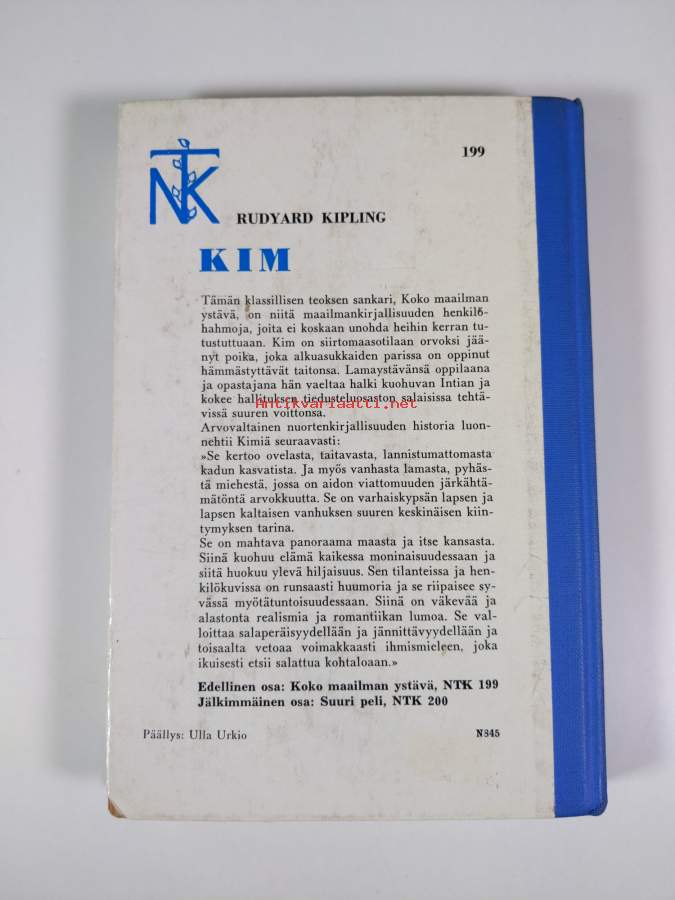 199
NTK
RUDYARD KIPLING
KIM
Tämän klassillisen teoksen sankari, Koko maailman
ystävä, on niitä maailmankirjallisuuden henkilö-
hahmoja, joita ei koskaan unohda heihin kerran tu-
tustuttuaan. Kim on siirtomaasotilaan orvoksi jää-
nyt poika, joka alkuasukkaiden parissa on oppinut
hämmästyttävät taitonsa. Lamaystävänsä oppilaana
ja opastajana hän vaeltaa halki kuohuvan Intian ja
kokee hallituksen tiedusteluosaston salaisissa tehtä-
Antikvariaatti.net
vissä suuren voittonsa.
Arvovaltainen nuortenkirjallisuuden historia luon-
nehtii Kimiä seuraavasti:
»Se kertoo ovelasta, taitavasta, lannistumattomasta
kadun kasvatista. Ja myös vanhasta lamasta, pyhäs-
tä miehestä, jossa on aidon viattomuuden järkähtä-
mätöntä arvokkuutta. Se on varhaiskypsän lapsen ja
lapsen kaltaisen vanhuksen suuren keskinäisen kiin-
tymyksen tarina.
Se on mahtava panoraama maasta ja itse kansasta.
Siinä kuohuu elämä kaikessa moninaisuudessaan ja
siitä huokuu ylevä hiljaisuus. Sen tilanteissa ja hen-
kilökuvissa on runsaasti huumoria ja se riipaisee sy-
vässä myötätuntoisuudessaan. Siinä on väkevää ja
alastonta realismia ja romantiikan lumoa. Se val-
loittaa salaperäisyydellään ja jännittävyydellään ja
toisaalta vetoaa voimakkaasti ihmismieleen, joka
ikuisesti etsii salattua kohtaloaan.»
Edellinen osa: Koko maailman ystävä, NTK 199
Jälkimmäinen osa: Suuri peli, NTK 200
Päällys: Ulla Urkio
N845